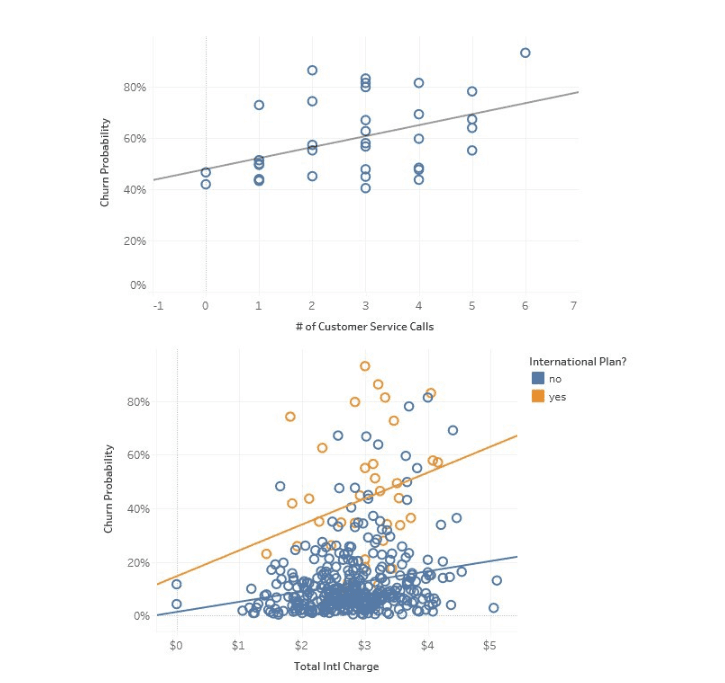 80%
60%
40%
20%
0%
Churn Probability
-1 0 1 2 3 4 5 6 7
# of Customer Service Calls
International Plan?
no
yes
80%
60%
40%
20%
0%
Churn Probability
$0 $1 $2 $3 $4 $5
Total Intl Charge